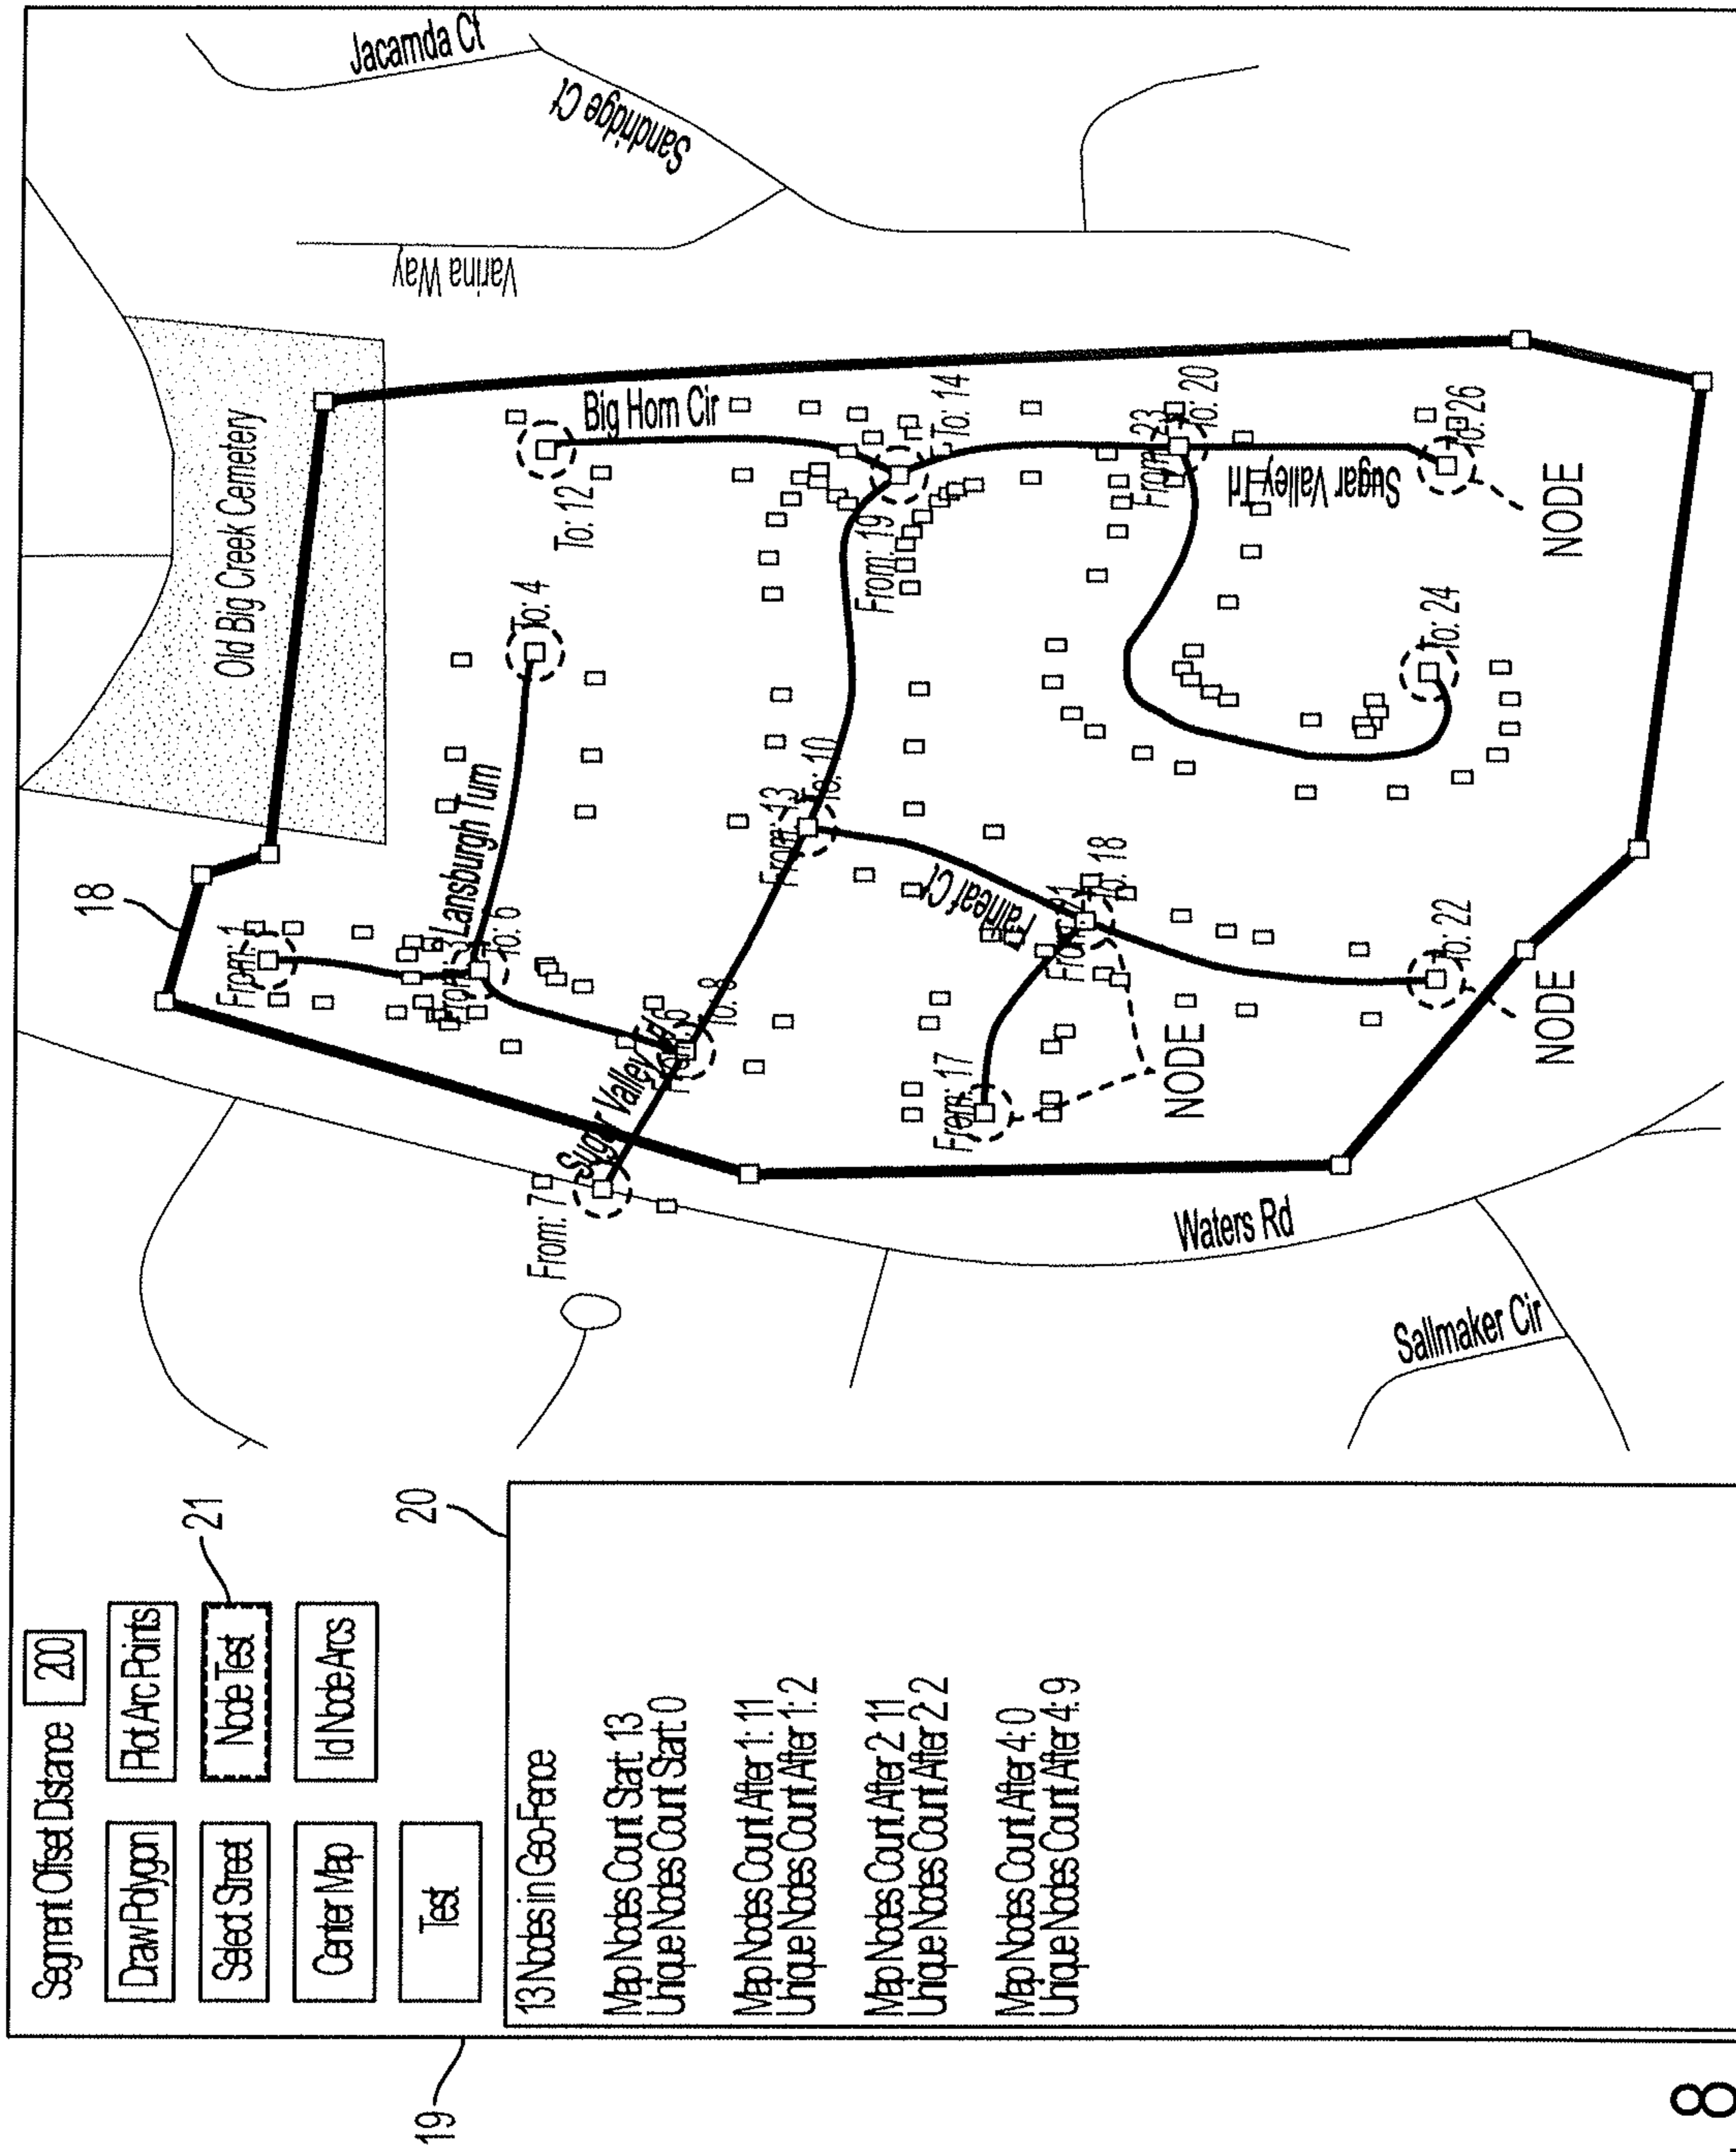 Segment Offset Distance 200
Draw Polygon
Plot Arc Points
Select Street
Node Test
Center Map
Id Node Arcs
Test
21
20
19
13 Nodes in Geo-Fence
Map Nodes Count Start: 13
Unique Nodes Count Start: 0
Map Nodes Count After 1: 11
Unique Nodes Count After 1: 2
Map Nodes Count After 2: 11
Unique Nodes Count After 2: 2
Map Nodes Count After 4: 0
Unique Nodes Count After 4: 9
18
Old Big Creek Cemetery
Jacamda Ct
Sandridge Ct
Varina Way
From: 1
Lansburgh Turn
To: 6
To: 4
To: 12
Big Horn Cir
From: 7
Sugar Valley
To: 8
From: 13
To: 10
From: 19
To: 14
Fairleaf Ct
From: 17
To: 18
From: 23
To: 20
Sugar Valley Trl
To: 22
To: 24
To: 26
NODE
NODE
NODE
Waters Rd
Sallmaker Cir
8